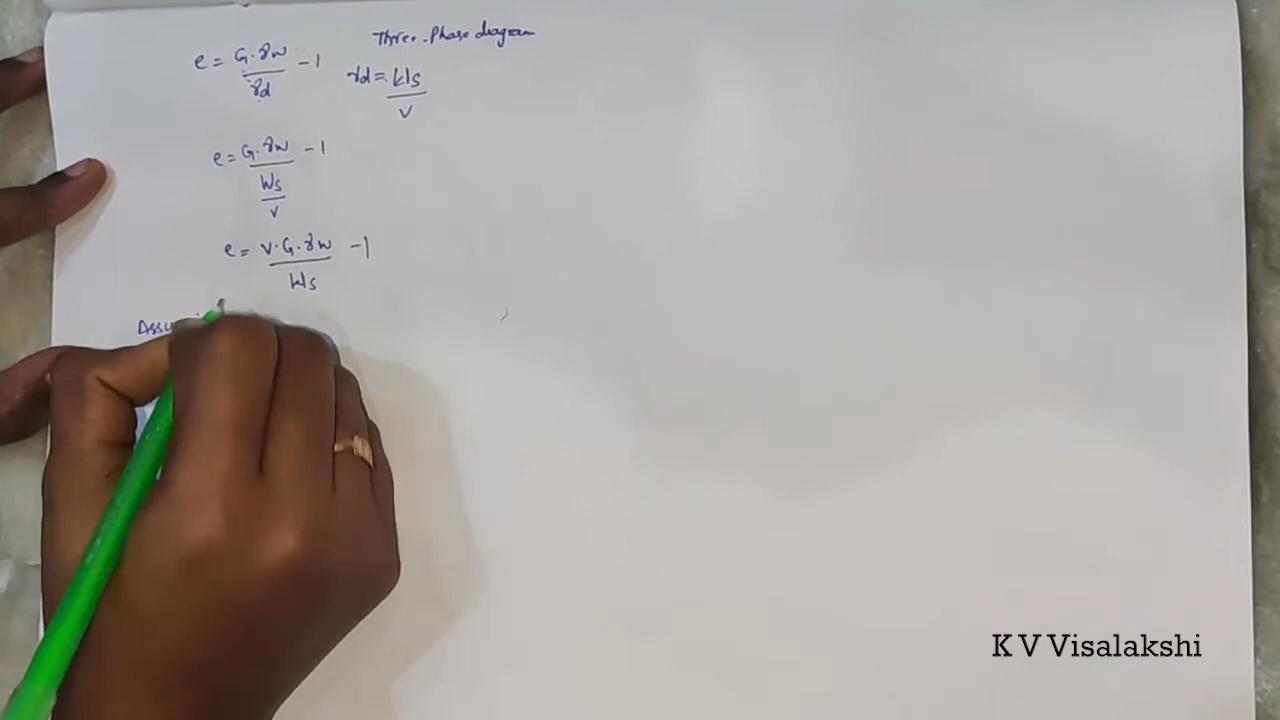 Three-Phase diagram
e = G.γw / γd - 1
γd = Ws / V
e = G.γw / Ws / V - 1
e = V.G.γw / Ws - 1
K V Visalakshi